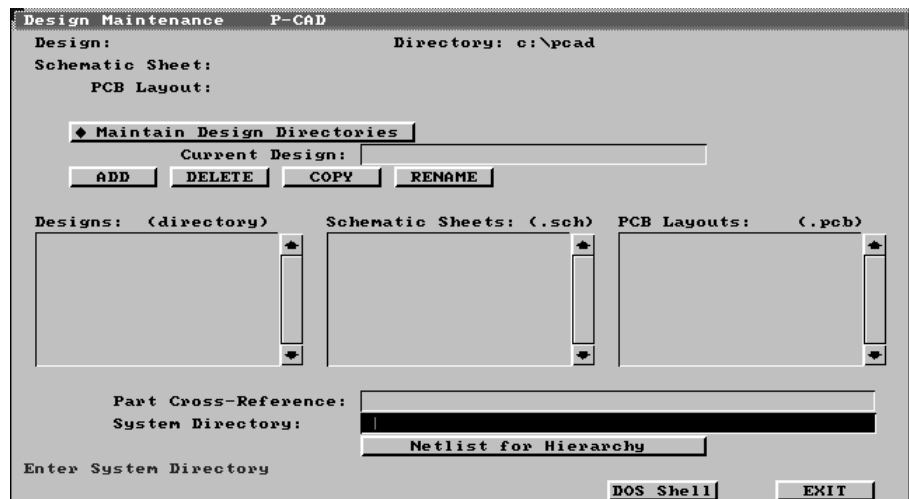 Design Maintenance P-CAD
Design: Directory: c:\pcad
Schematic Sheet:
PCB Layout:
♦ Maintain Design Directories
Current Design:
ADD DELETE COPY RENAME
Designs: (directory) Schematic Sheets: (.sch) PCB Layouts: (.pcb)
Part Cross-Reference:
System Directory:
Netlist for Hierarchy
Enter System Directory
DOS Shell EXIT